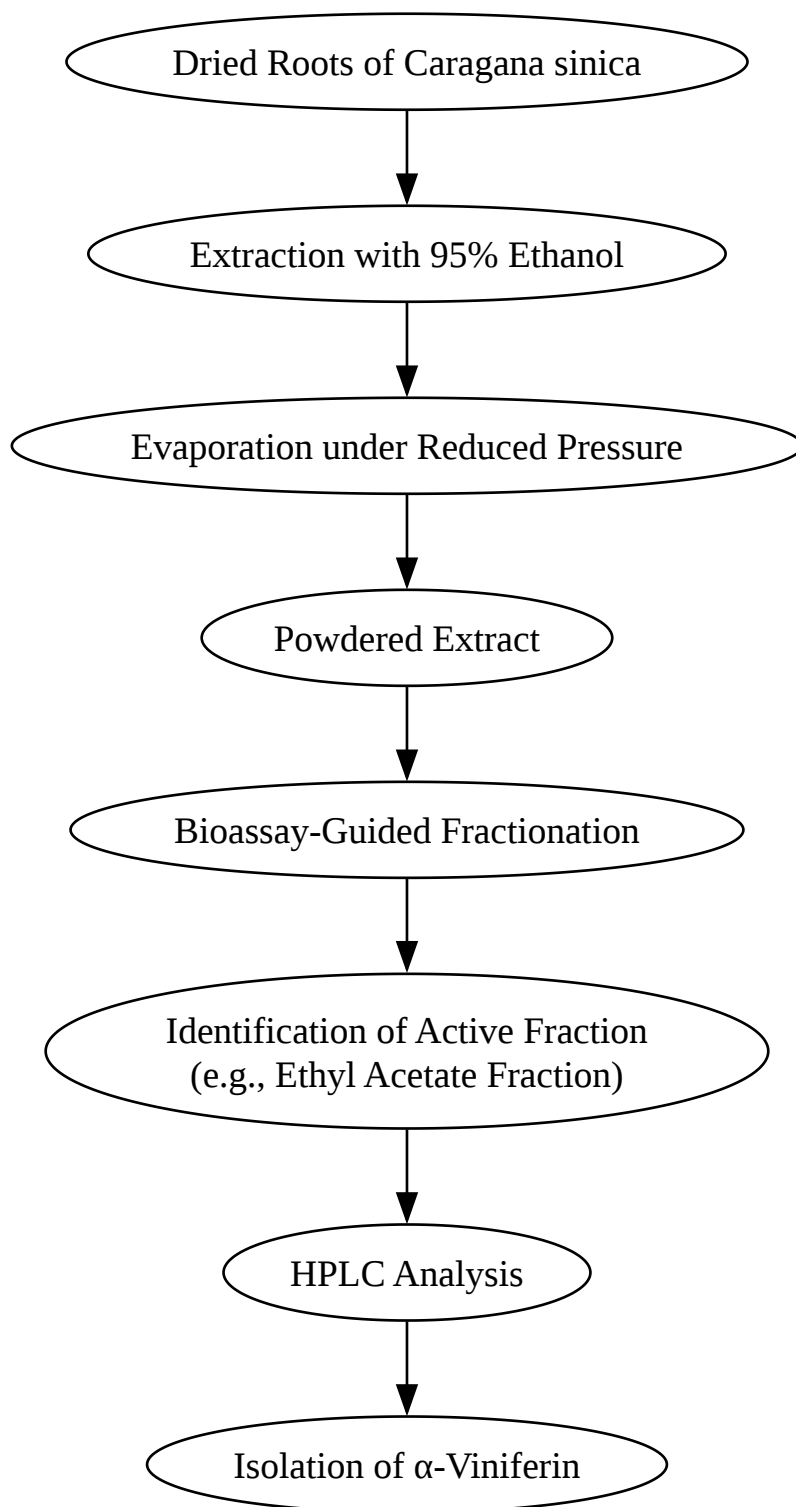 Dried Roots of Caragana sinica
Extraction with 95% Ethanol
Evaporation under Reduced Pressure
Powdered Extract
Bioassay-Guided Fractionation
Identification of Active Fraction
(e.g., Ethyl Acetate Fraction)
HPLC Analysis
Isolation of α-Viniferin